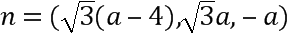 n = (√3(a − 4),√3a, − a)